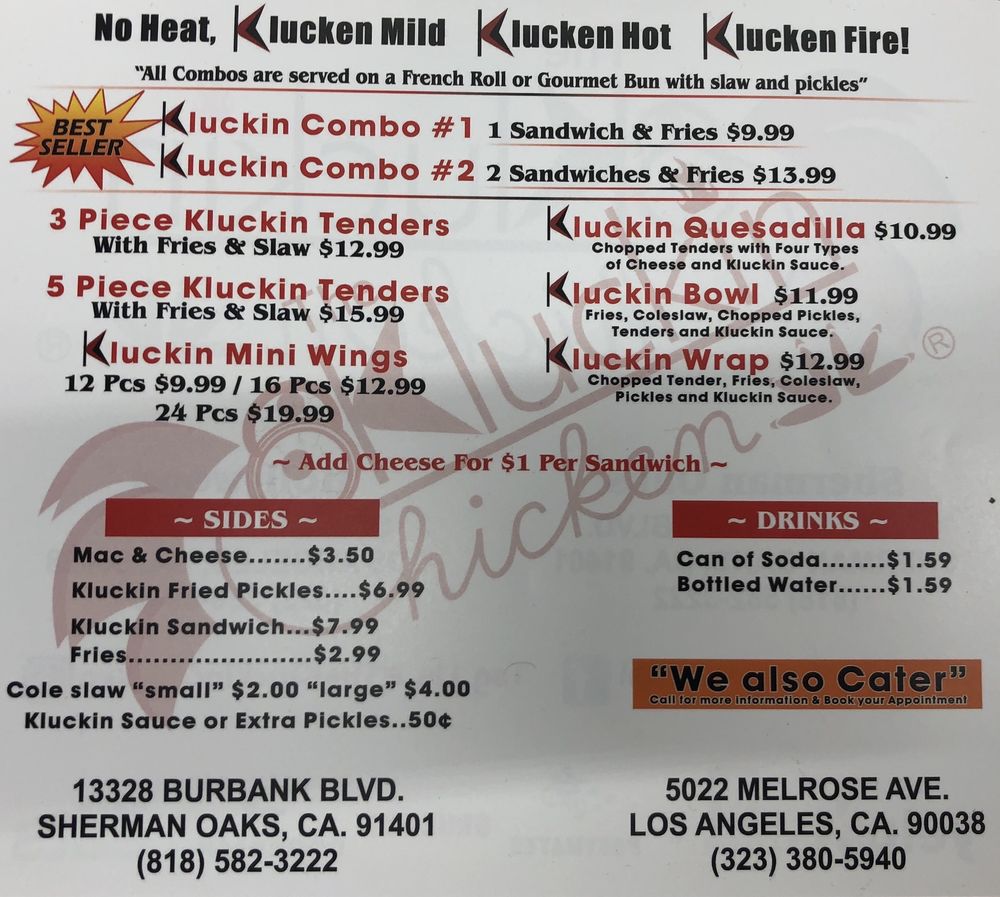 No Heat, Klucken Mild Klucken Hot Klucken Fire!
"All Combos are served on a French Roll or Gourmet Bun with slaw and pickles"
BEST
SELLER
Kluckin Combo #1 1 Sandwich & Fries $9.99
Kluckin Combo #2 2 Sandwiches & Fries $13.99
3 Piece Kluckin Tenders
With Fries & Slaw $12.99
5 Piece Kluckin Tenders
With Fries & Slaw $15.99
Kluckin Mini Wings
12 Pcs $9.99 / 16 Pcs $12.99
24 Pcs $19.99
Kluckin Quesadilla $10.99
Chopped Tenders with Four Types
of Cheese and Kluckin Sauce.
Kluckin Bowl $11.99
Fries, Coleslaw, Chopped Pickles,
Tenders and Kluckin Sauce.
Kluckin Wrap $12.99
Chopped Tender, Fries, Coleslaw,
Pickles and Kluckin Sauce.
The
Kluckin
Chicken
®
~ Add Cheese For $1 Per Sandwich ~
~ SIDES ~
Mac & Cheese.......$3.50
Kluckin Fried Pickles....$6.99
Kluckin Sandwich...$7.99
Fries......................$2.99
Cole slaw "small" $2.00 "large" $4.00
Kluckin Sauce or Extra Pickles..50¢
~ DRINKS ~
Can of Soda........$1.59
Bottled Water......$1.59
"We also Cater"
Call for more information & Book your Appointment
13328 BURBANK BLVD.
SHERMAN OAKS, CA. 91401
(818) 582-3222
5022 MELROSE AVE.
LOS ANGELES, CA. 90038
(323) 380-5940